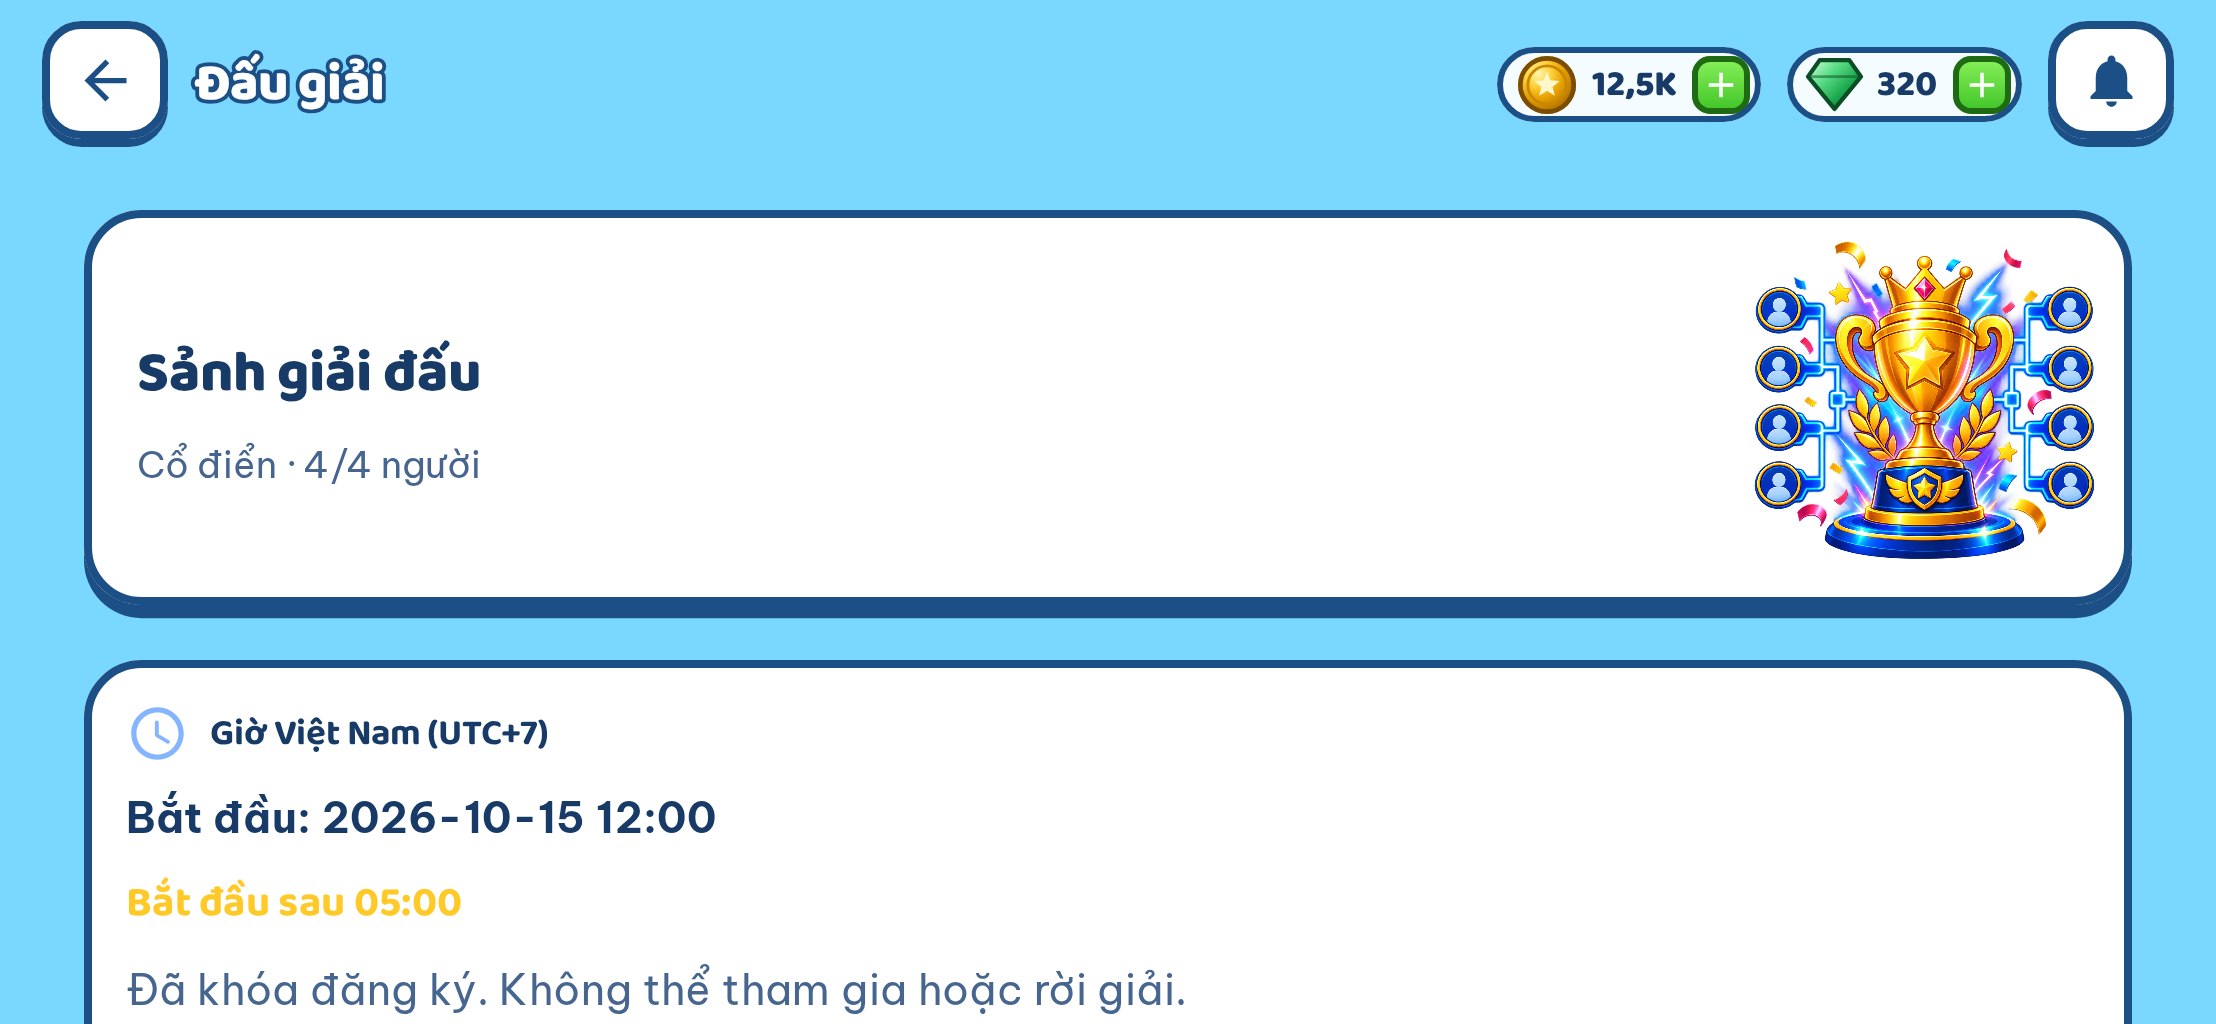 Đấu giải
12,5K
320
Sảnh giải đấu
Cổ điển · 4/4 người
Giờ Việt Nam (UTC+7)
Bắt đầu: 2026-10-15 12:00
Bắt đầu sau 05:00
Đã khóa đăng ký. Không thể tham gia hoặc rời giải.